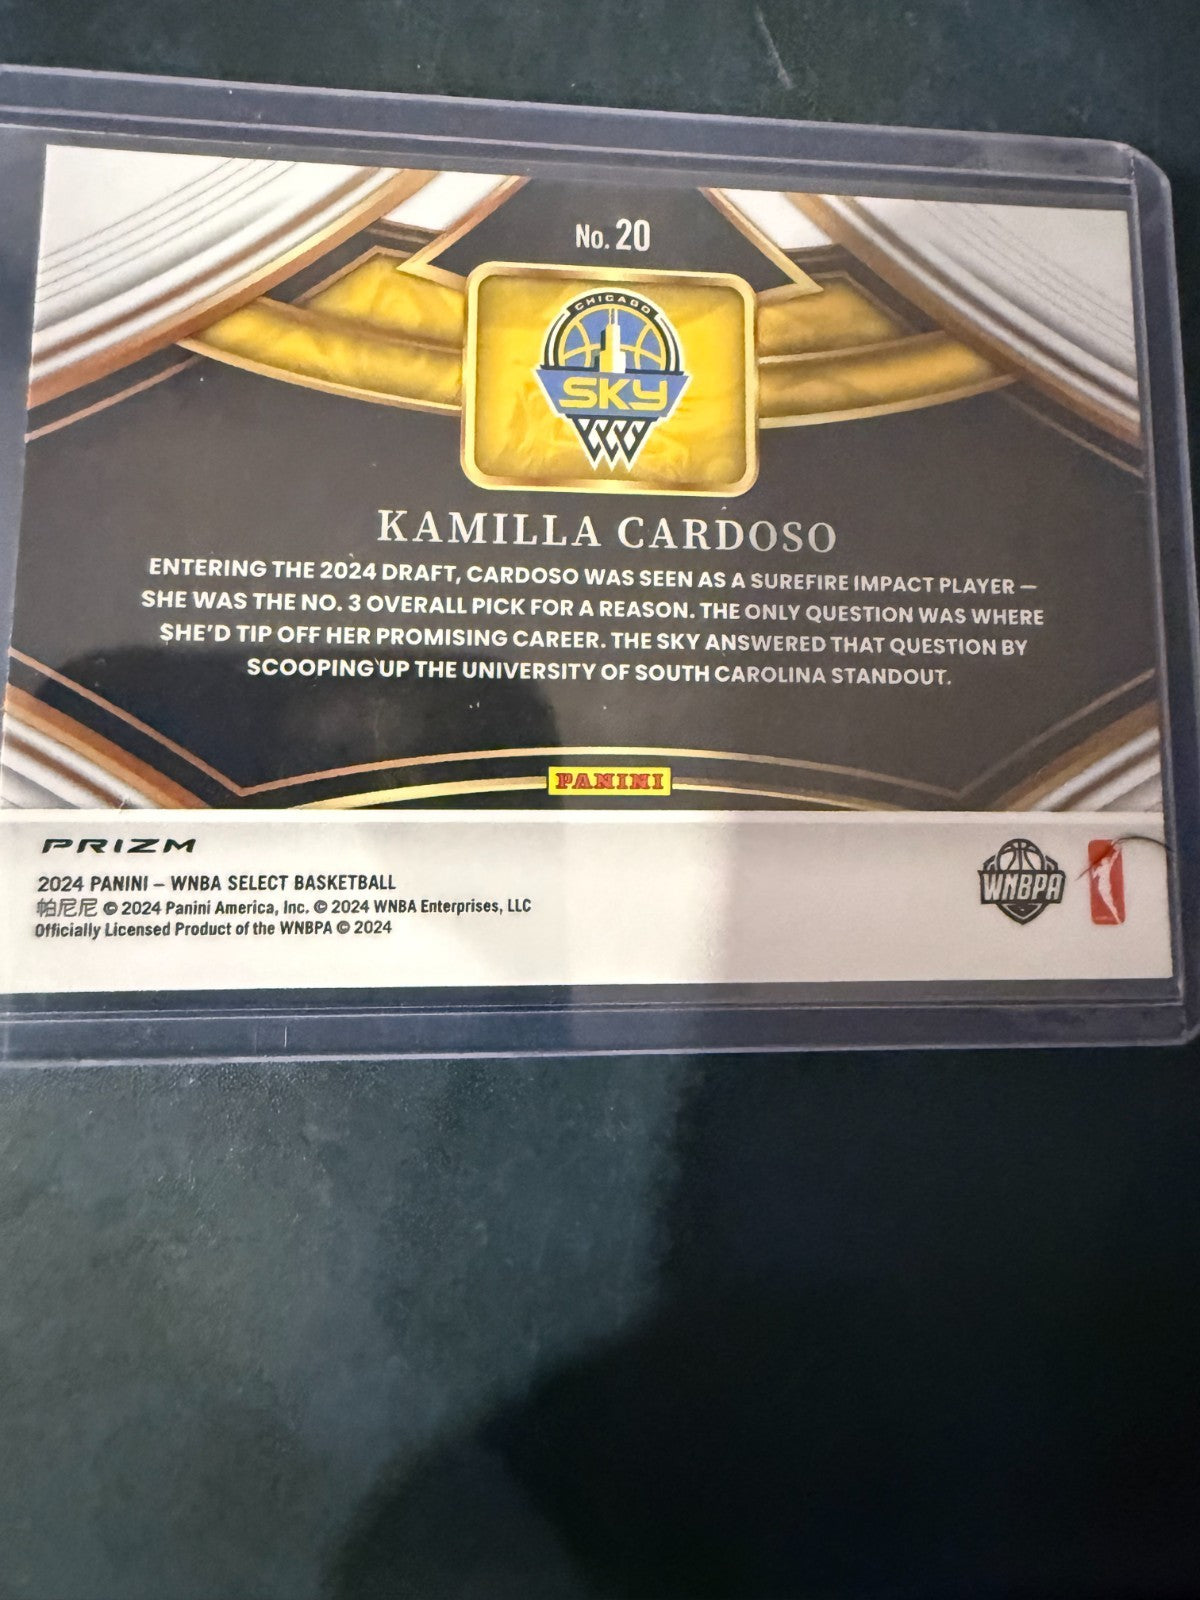 No. 20
CHICAGO
SKY
KAMILLA CARDOSO
ENTERING THE 2024 DRAFT, CARDOSO WAS SEEN AS A SUREFIRE IMPACT PLAYER —
SHE WAS THE NO. 3 OVERALL PICK FOR A REASON. THE ONLY QUESTION WAS WHERE
SHE'D TIP OFF HER PROMISING CAREER. THE SKY ANSWERED THAT QUESTION BY
SCOOPING UP THE UNIVERSITY OF SOUTH CAROLINA STANDOUT.
PANINI
PRIZM
2024 PANINI – WNBA SELECT BASKETBALL
帕尼尼 © 2024 Panini America, Inc. © 2024 WNBA Enterprises, LLC
Officially Licensed Product of the WNBPA © 2024
WNBPA